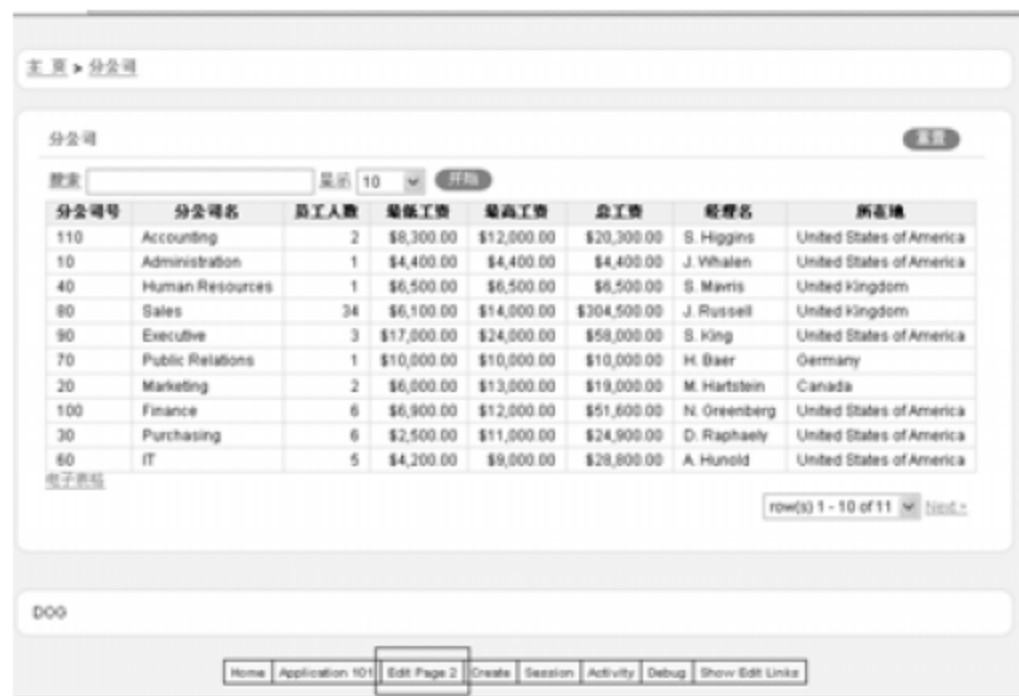 主 页 > 分公司
分公司 重置
搜索 显示 10 开始
分公司号 分公司名 员工人数 最低工资 最高工资 总工资 经理名 所在地
110 Accounting 2 $8,300.00 $12,000.00 $20,300.00 S. Higgins United States of America
10 Administration 1 $4,400.00 $4,400.00 $4,400.00 J. Whalen United States of America
40 Human Resources 1 $6,500.00 $6,500.00 $6,500.00 S. Mavris United Kingdom
80 Sales 34 $6,100.00 $14,000.00 $304,500.00 J. Russell United Kingdom
90 Executive 3 $17,000.00 $24,000.00 $58,000.00 S. King United States of America
70 Public Relations 1 $10,000.00 $10,000.00 $10,000.00 H. Baer Germany
20 Marketing 2 $6,000.00 $13,000.00 $19,000.00 M. Hartstein Canada
100 Finance 6 $6,900.00 $12,000.00 $51,600.00 N. Greenberg United States of America
30 Purchasing 6 $2,500.00 $11,000.00 $24,900.00 D. Raphaely United States of America
60 IT 5 $4,200.00 $9,000.00 $28,800.00 A. Hunold United States of America
电子表格
row(s) 1 - 10 of 11 Next >
DOG
Home Application 101 Edit Page 2 Create Session Activity Debug Show Edit Links